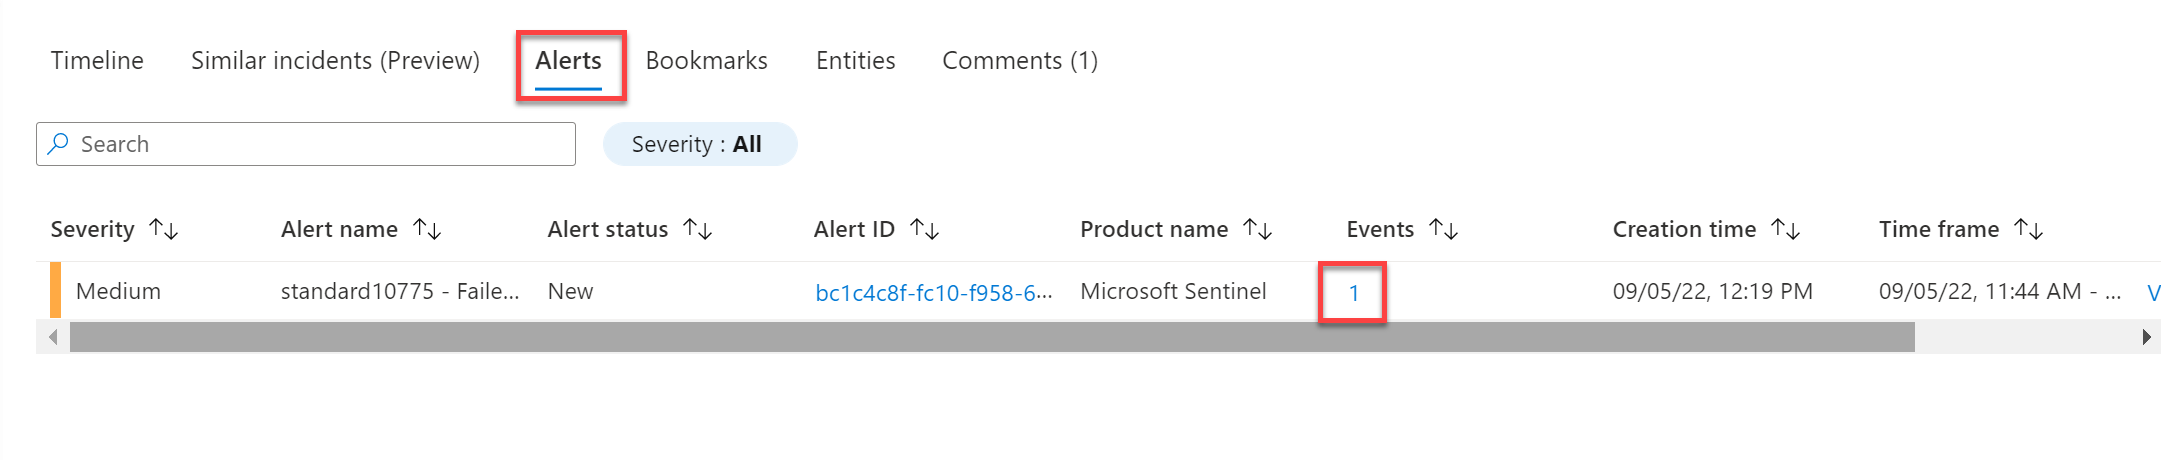 Timeline Similar incidents (Preview) Alerts Bookmarks Entities Comments (1)
Search Severity : All
Severity ↑↓ Alert name ↑↓ Alert status ↑↓ Alert ID ↑↓ Product name ↑↓ Events ↑↓ Creation time ↑↓ Time frame ↑↓
Medium standard10775 - Faile... New bc1c4c8f-fc10-f958-6... Microsoft Sentinel 1 09/05/22, 12:19 PM 09/05/22, 11:44 AM - ... V